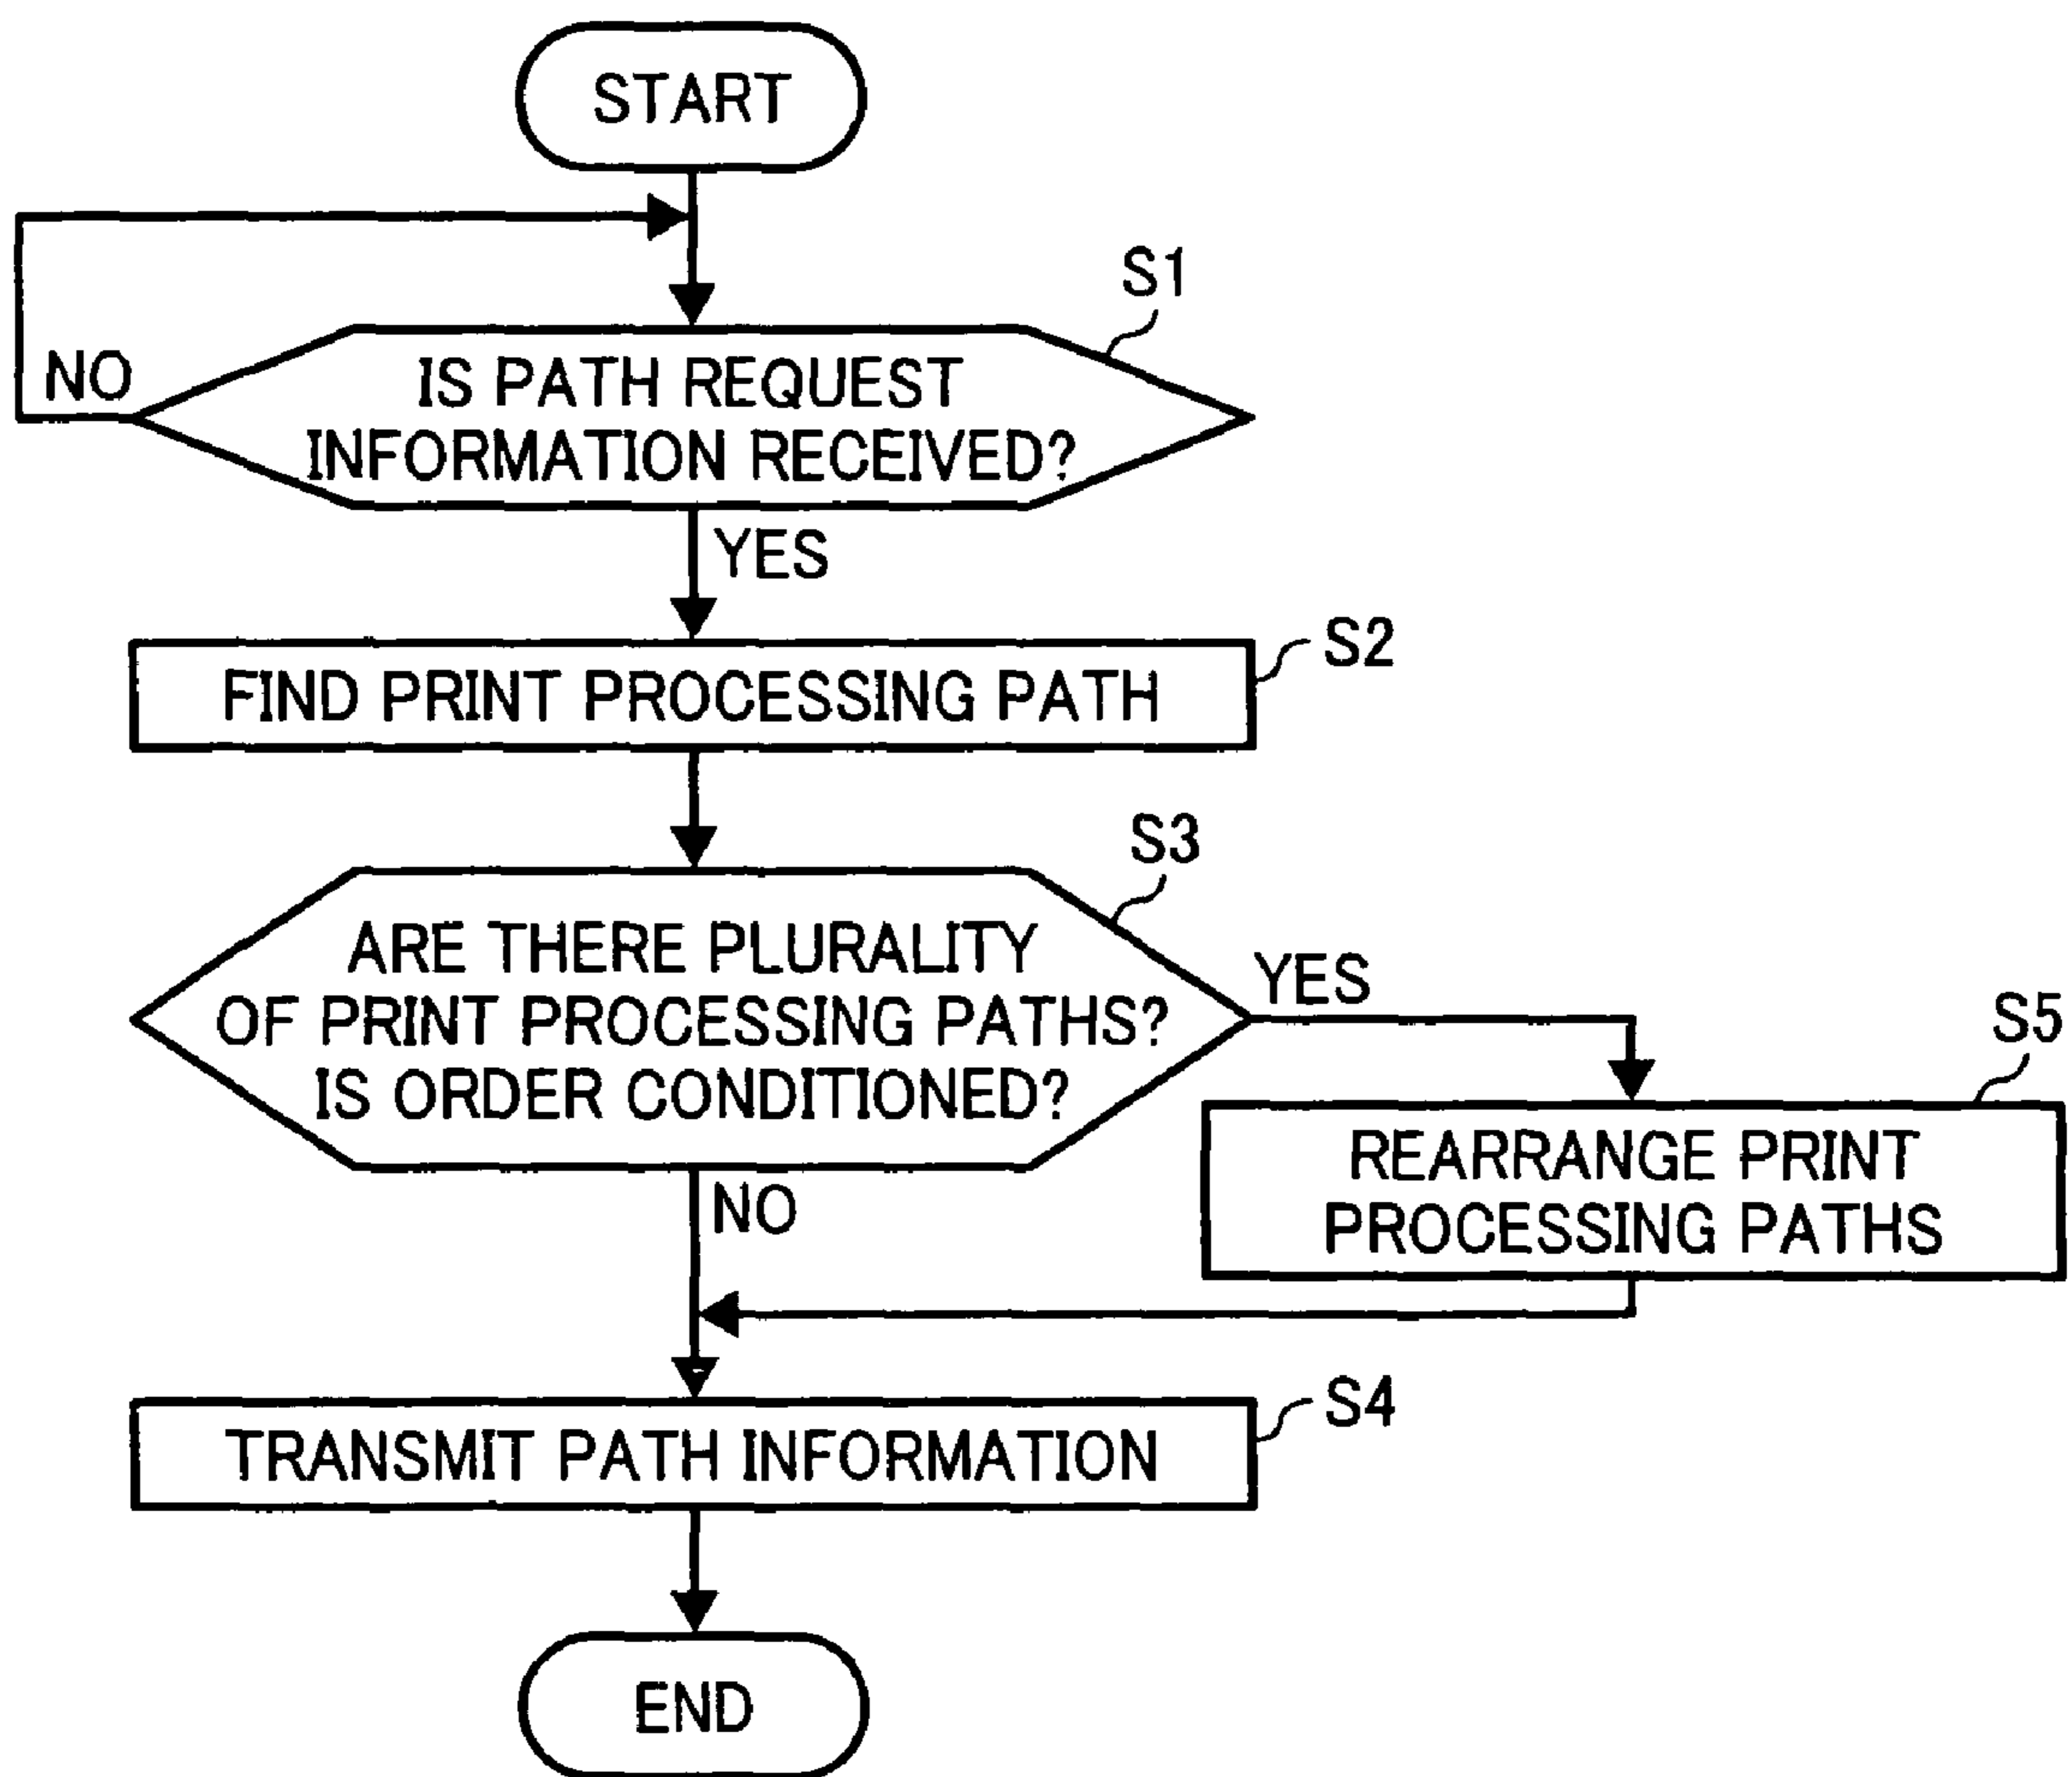 START
S1
NO
IS PATH REQUEST
INFORMATION RECEIVED?
YES
S2
FIND PRINT PROCESSING PATH
S3
ARE THERE PLURALITY
OF PRINT PROCESSING PATHS?
IS ORDER CONDITIONED?
YES
S5
REARRANGE PRINT
PROCESSING PATHS
NO
S4
TRANSMIT PATH INFORMATION
END